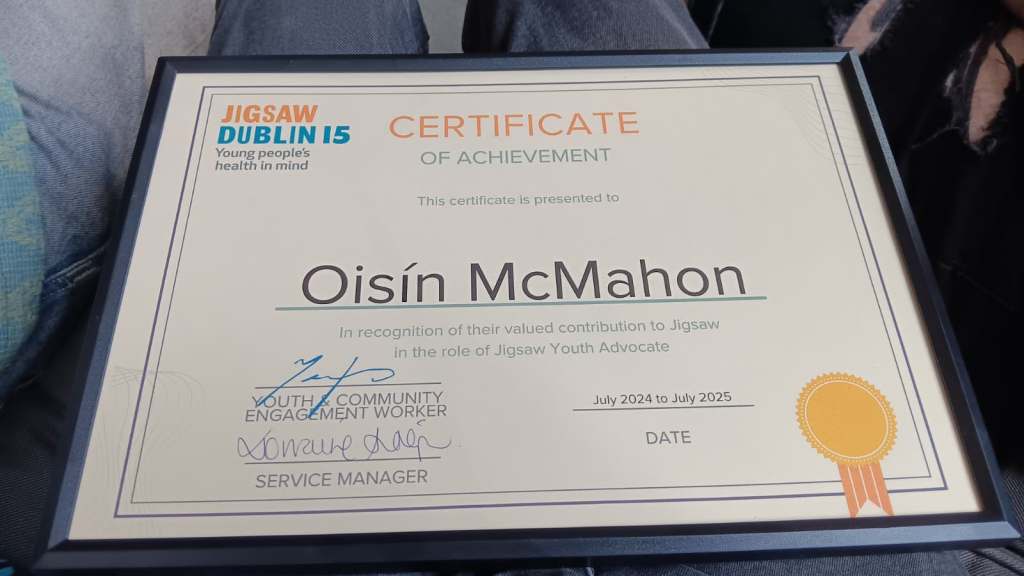 JIGSAW
DUBLIN 15
Young people's
health in mind
CERTIFICATE
OF ACHIEVEMENT
This certificate is presented to
Oisín McMahon
In recognition of their valued contribution to Jigsaw
in the role of Jigsaw Youth Advocate
YOUTH & COMMUNITY
ENGAGEMENT WORKER
SERVICE MANAGER
July 2024 to July 2025
DATE